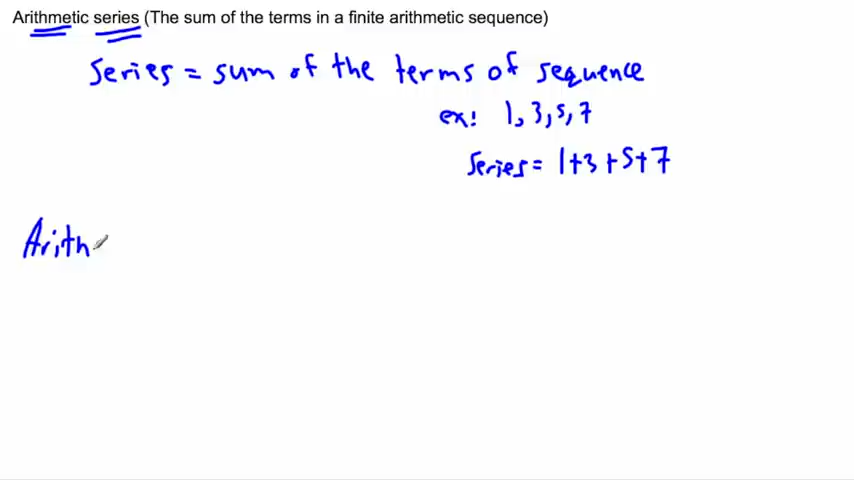 Arithmetic series (The sum of the terms in a finite arithmetic sequence)
Series = sum of the terms of sequence
ex: 1, 3, 5, 7
Series = 1+3+5+7
Arith